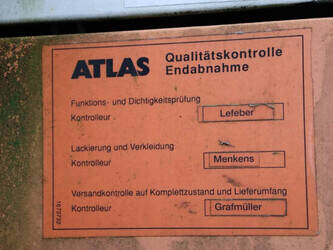 ATLAS Qualitätskontrolle
Endabnahme
Funktions- und Dichtigkeitsprüfung
Kontrolleur Lefeber
Lackierung und Verkleidung
Kontrolleur Menkens
Versandkontrolle auf Komplettzustand und Lieferumfang
Kontrolleur Grafmüller